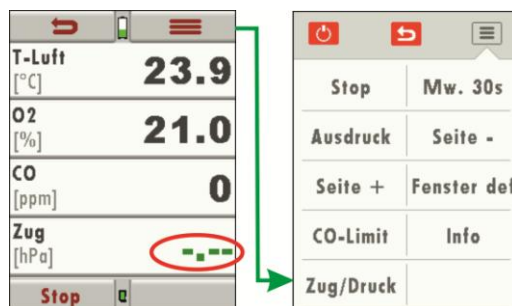 T-Luft
[°C]
23.9
O2
[%]
21.0
CO
[ppm]
0
Zug
[hPa]
-.--
Stop
Stop
Mw. 30s
Ausdruck
Seite -
Seite +
Fenster def
CO-Limit
Info
Zug/Druck